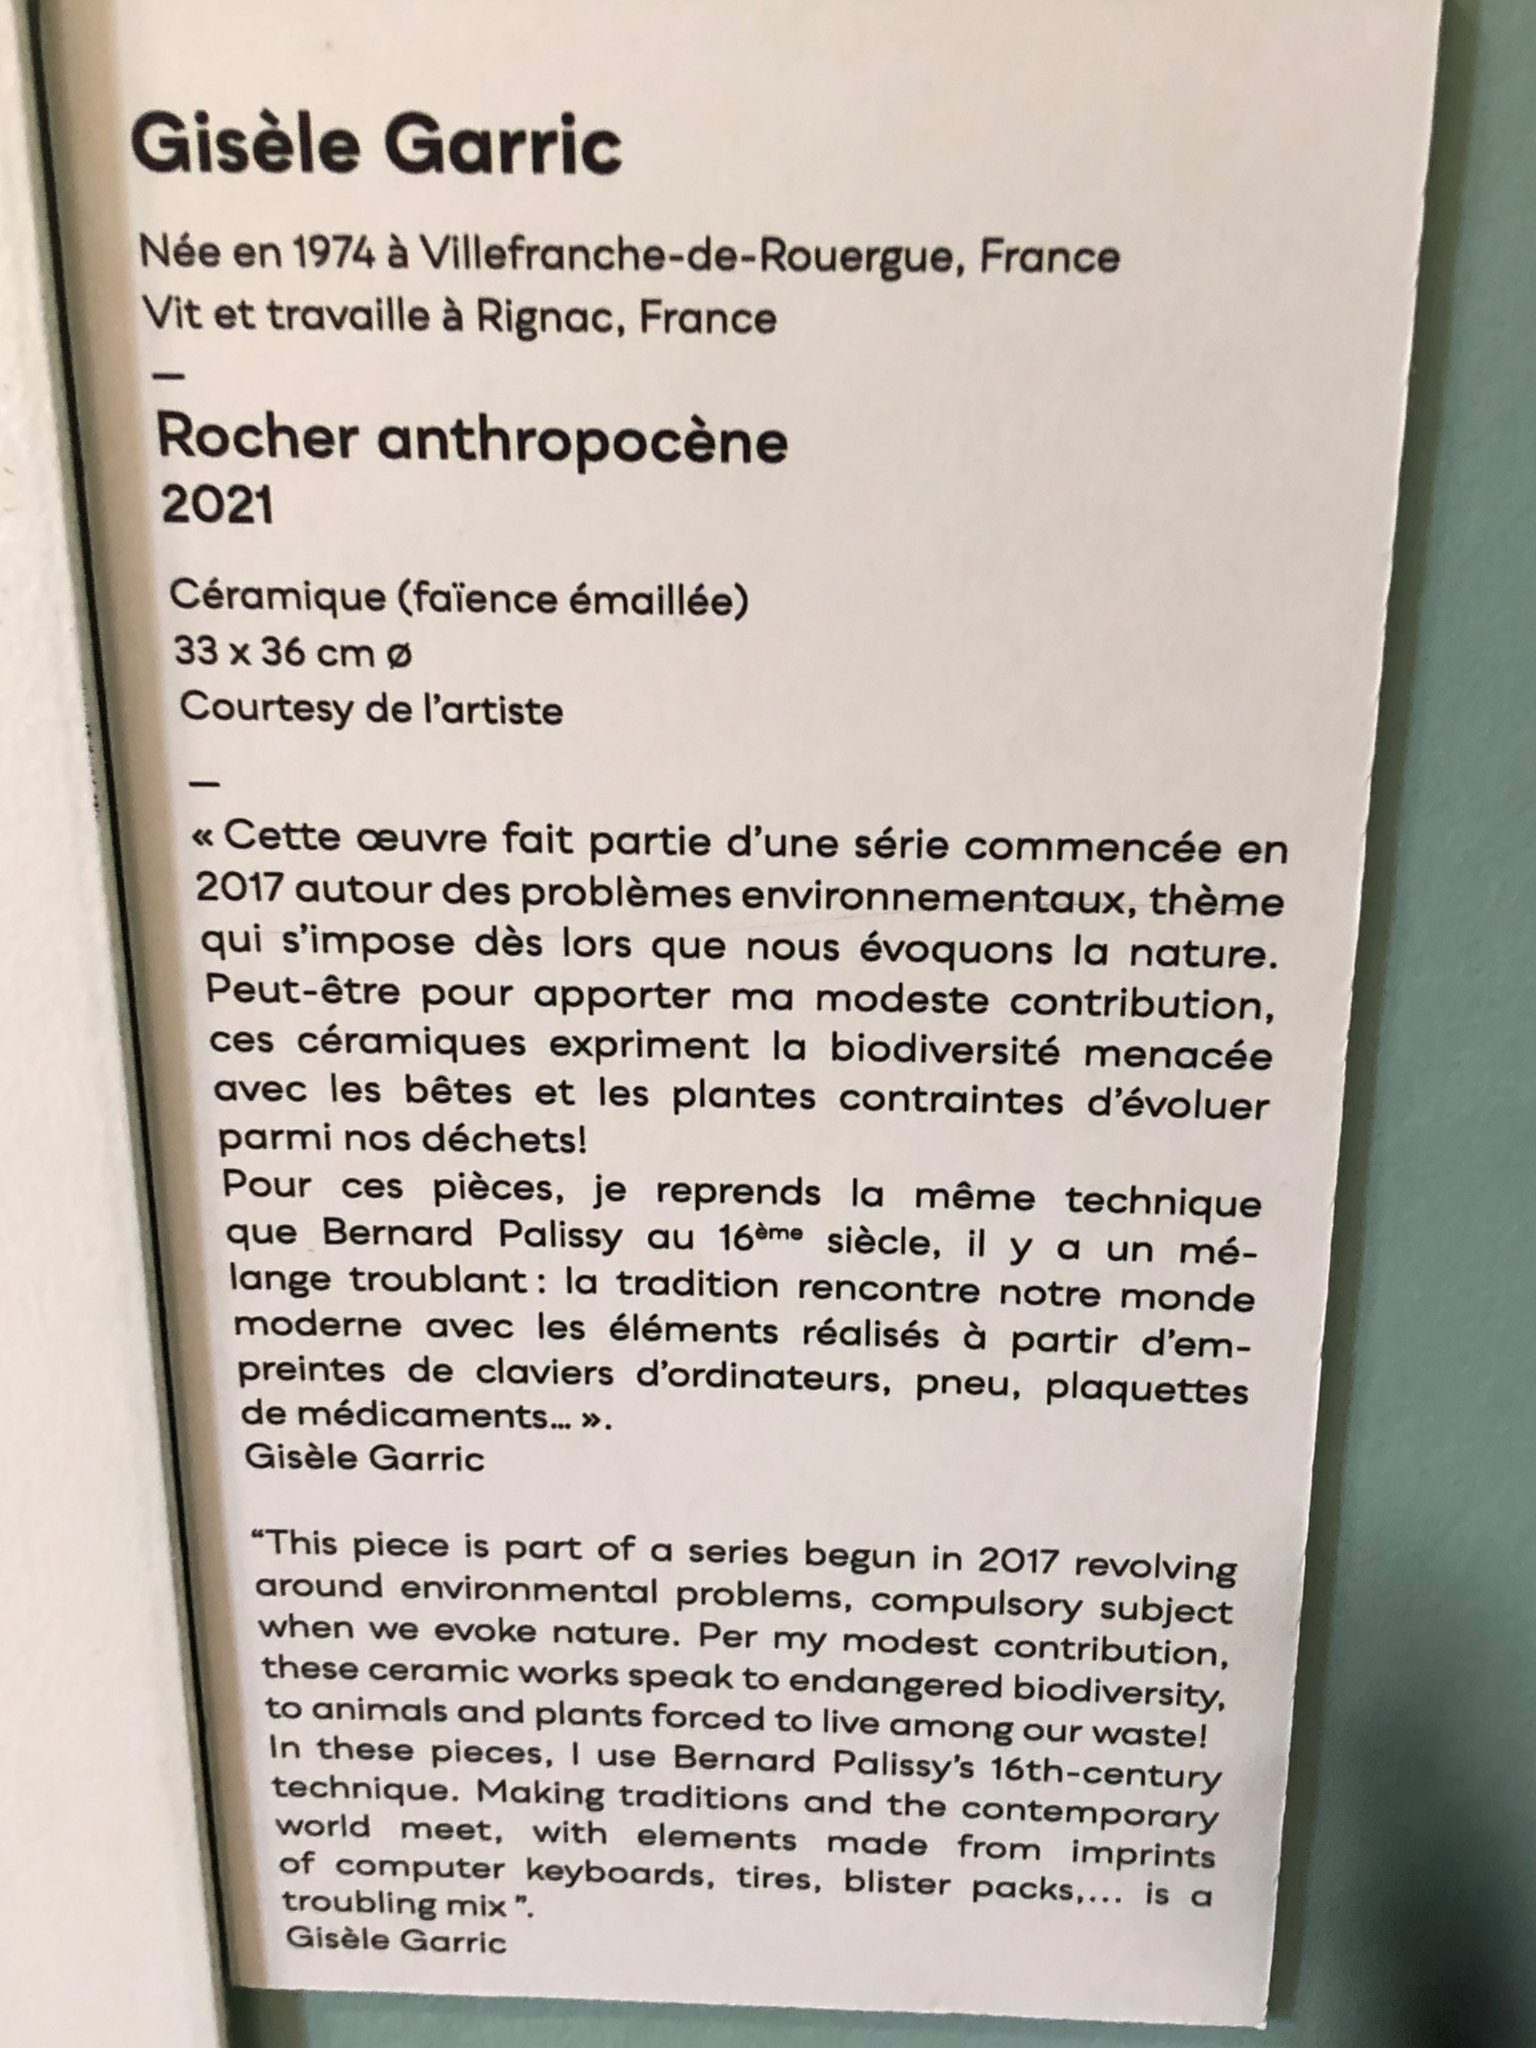 Gisèle Garric
Née en 1974 à Villefranche-de-Rouergue, France
Vit et travaille à Rignac, France
—
Rocher anthropocène
2021
Céramique (faïence émaillée)
33 x 36 cm ø
Courtesy de l'artiste
—
« Cette œuvre fait partie d'une série commencée en
2017 autour des problèmes environnementaux, thème
qui s'impose dès lors que nous évoquons la nature.
Peut-être pour apporter ma modeste contribution,
ces céramiques expriment la biodiversité menacée
avec les bêtes et les plantes contraintes d'évoluer
parmi nos déchets!
Pour ces pièces, je reprends la même technique
que Bernard Palissy au 16ème siècle, il y a un mé-
lange troublant : la tradition rencontre notre monde
moderne avec les éléments réalisés à partir d'em-
preintes de claviers d'ordinateurs, pneu, plaquettes
de médicaments... ».
Gisèle Garric
“This piece is part of a series begun in 2017 revolving
around environmental problems, compulsory subject
when we evoke nature. Per my modest contribution,
these ceramic works speak to endangered biodiversity,
to animals and plants forced to live among our waste!
In these pieces, I use Bernard Palissy's 16th-century
technique. Making traditions and the contemporary
world meet, with elements made from imprints
of computer keyboards, tires, blister packs,... is a
troubling mix ”.
Gisèle Garric